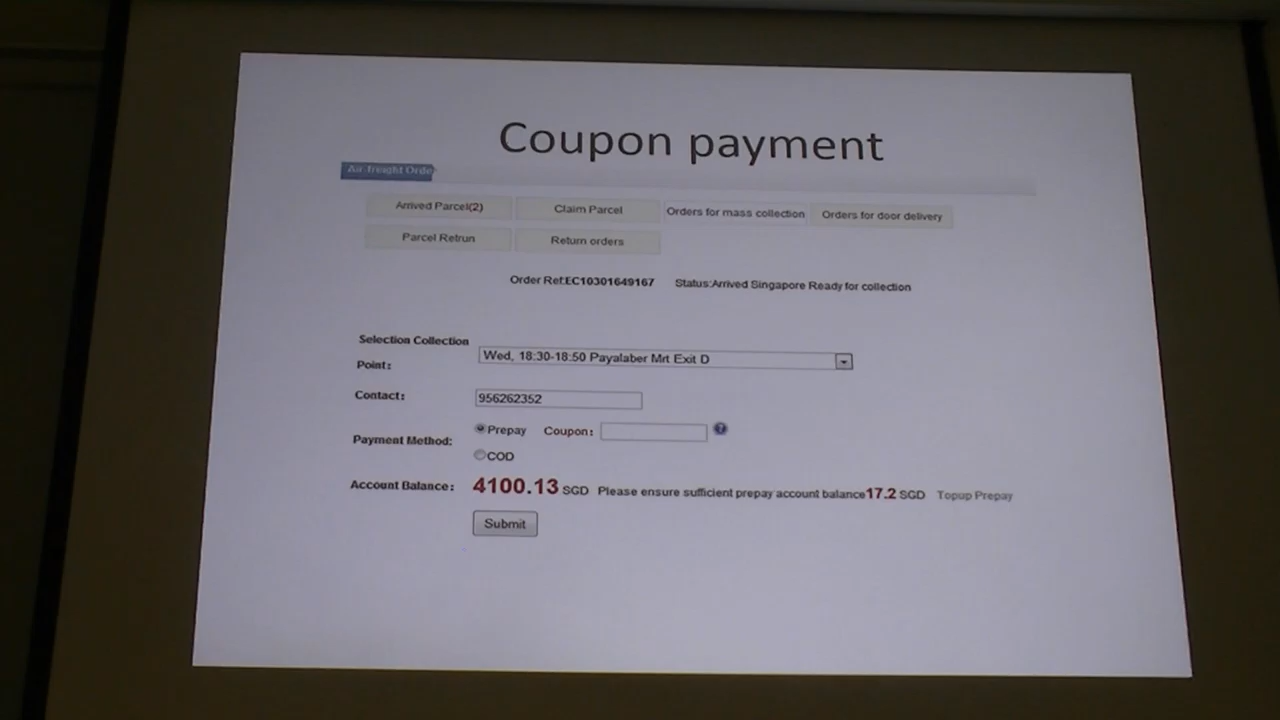 Coupon payment
Air-freight Orde
Arrived Parcel(2) Claim Parcel Orders for mass collection Orders for door delivery
Parcel Retrun Return orders
Order Ref:EC10301649167 Status:Arrived Singapore Ready for collection
Selection Collection
Point: Wed, 18:30-18:50 Payalaber Mrt Exit D
Contact: 956262352
Payment Method: Prepay Coupon:
COD
Account Balance: 4100.13 SGD Please ensure sufficient prepay account balance17.2 SGD Topup Prepay
Submit